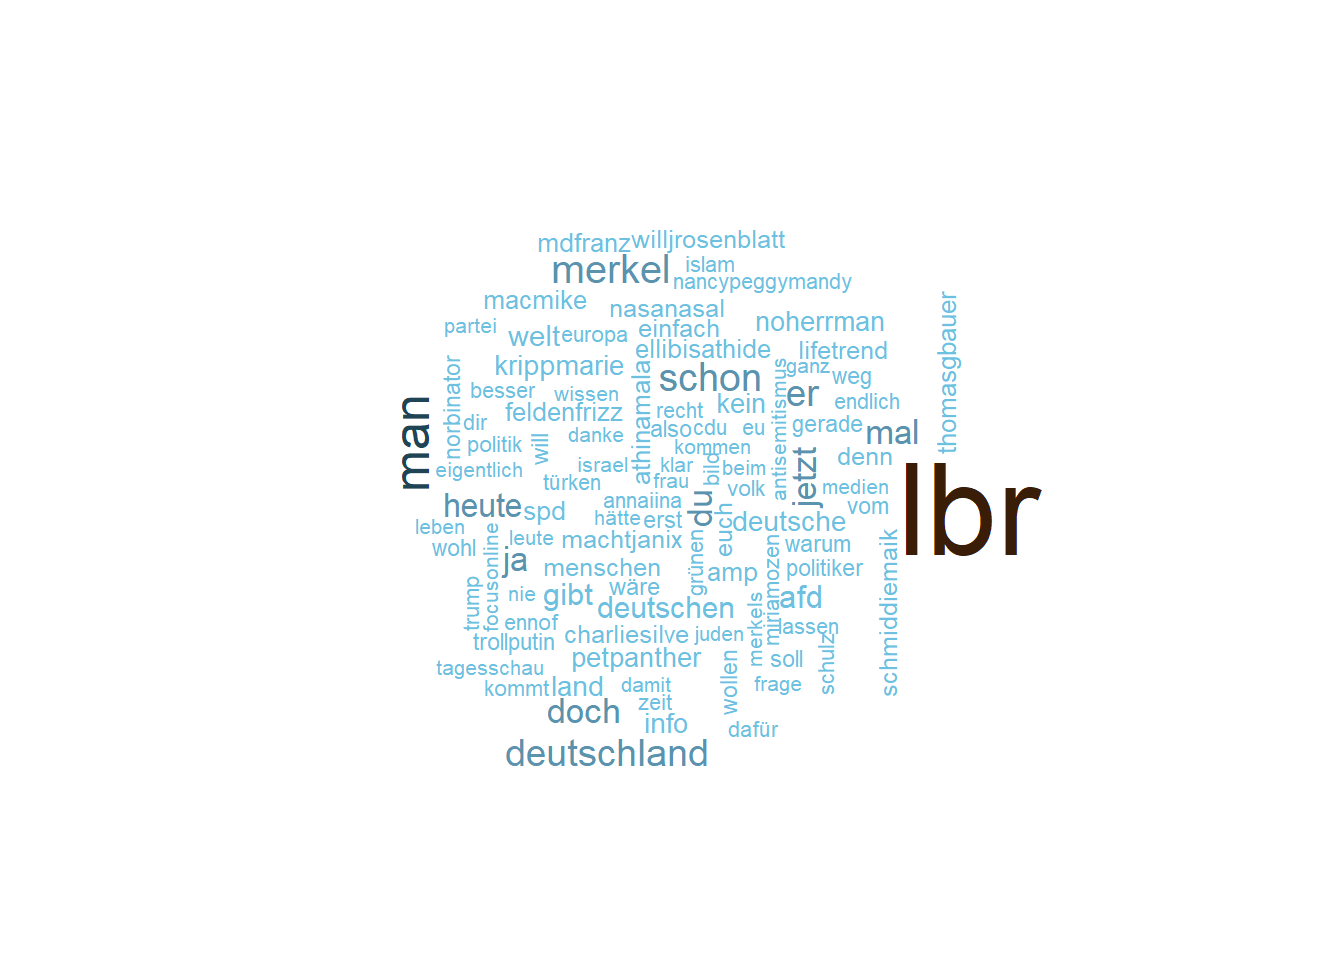 mdfranz willjrosenblatt
merkel islam
nancypeggymandy
macmike nasanasal
partei welt europa einfach noherrman
ellibisathide lifetrend
krippmarie schon ganz weg
norbinator besser wissen athinamala kein antisemitismus er endlich thomasgbauer
man dir feldenfrizz recht also cdu eu gerade mal
politik will danke kommen denn
eigentlich israel klar bild beim jetzt
türken frau volk medien
heute spd annaiina du vom lbr
leben hätte erst euch deutsche
wohl focusonline leute machtjanix warum
ja menschen grünen amp miriamozen politiker schmiddiemaik
trump nie gibt wäre afd
ennof deutschen merkels lassen
trollputin charliesilve juden schulz
tagesschau petpanther wollen soll
kommt land damit frage
doch zeit
info dafür
deutschland